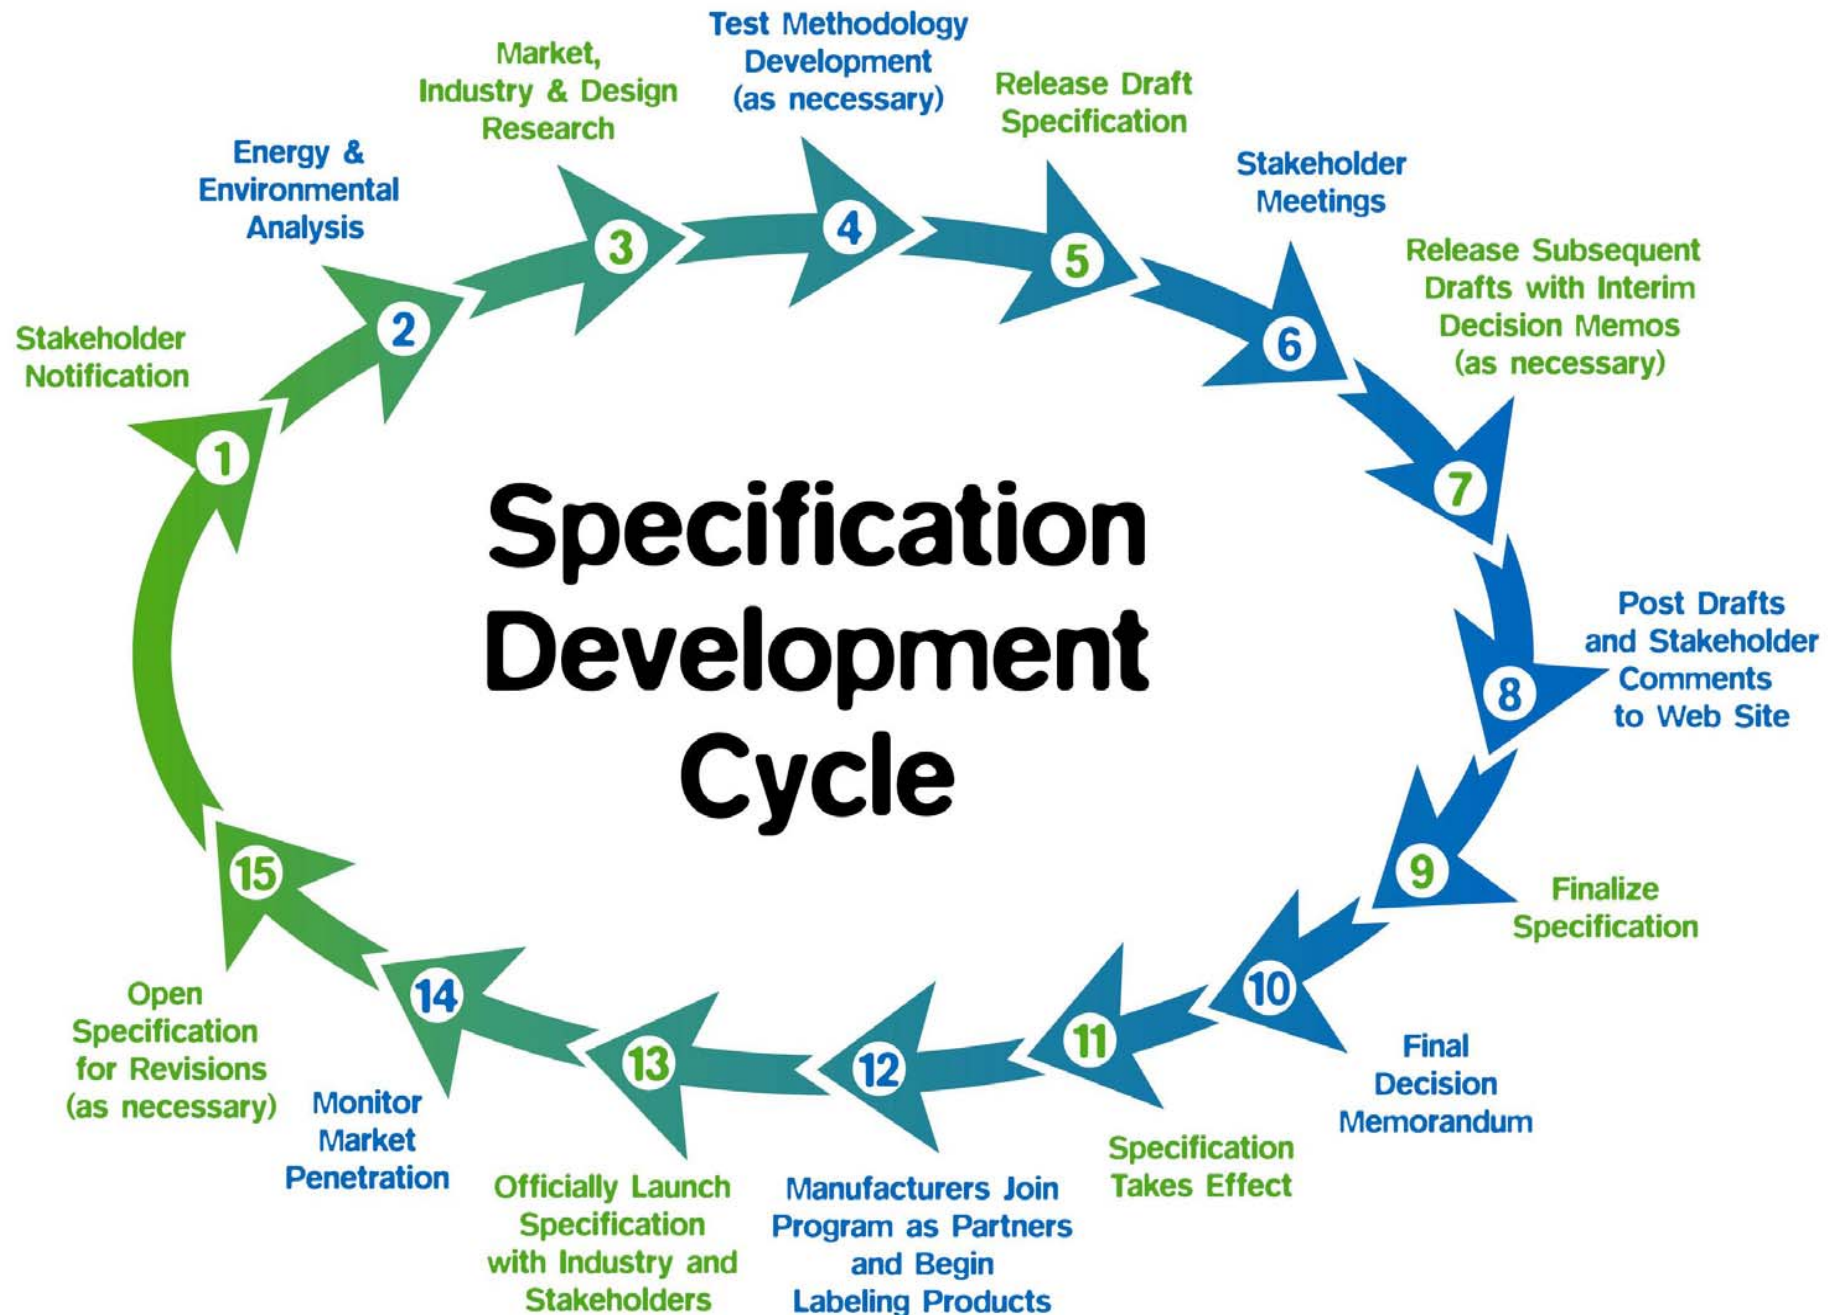 Specification
Development
Cycle
1
Stakeholder
Notification
2
Energy &
Environmental
Analysis
3
Market,
Industry & Design
Research
4
Test Methodology
Development
(as necessary)
5
Release Draft
Specification
6
Stakeholder
Meetings
7
Release Subsequent
Drafts with Interim
Decision Memos
(as necessary)
8
Post Drafts
and Stakeholder
Comments
to Web Site
9
Finalize
Specification
10
Final
Decision
Memorandum
11
Specification
Takes Effect
12
Manufacturers Join
Program as Partners
and Begin
Labeling Products
13
Officially Launch
Specification
with Industry and
Stakeholders
14
Monitor
Market
Penetration
15
Open
Specification
for Revisions
(as necessary)